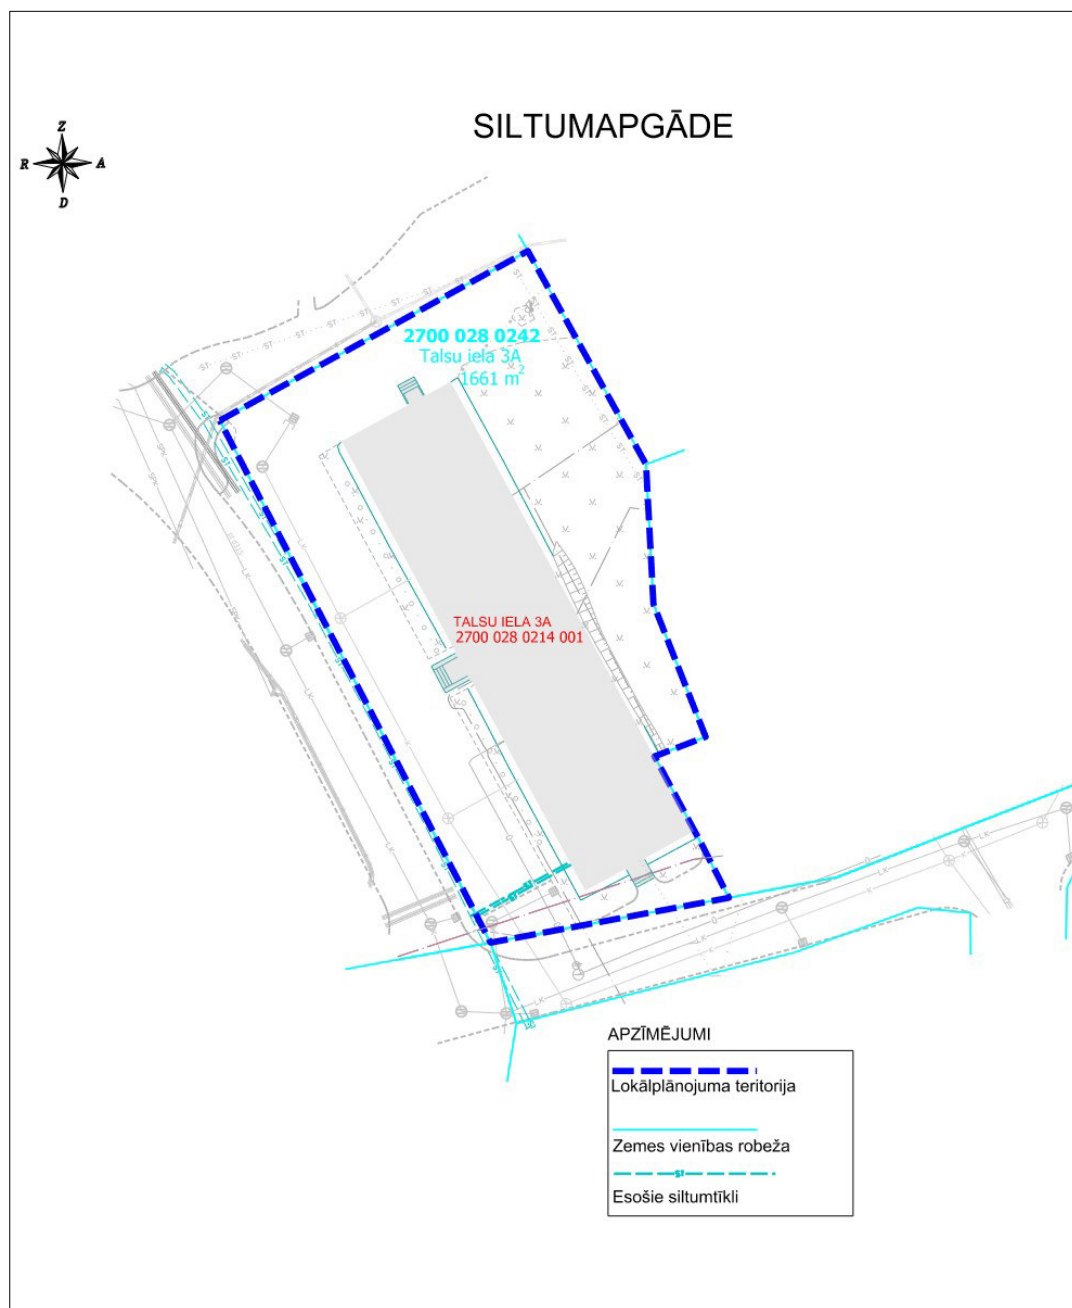 SILTUMAPGĀDE
Z
R
A
D
2700 028 0242
Talsu iela 3A
1661 m2
TALSU IELA 3A
2700 028 0214 001
APZĪMĒJUMI
Lokālplānojuma teritorija
Zemes vienības robeža
ST
Esošie siltumtīkli